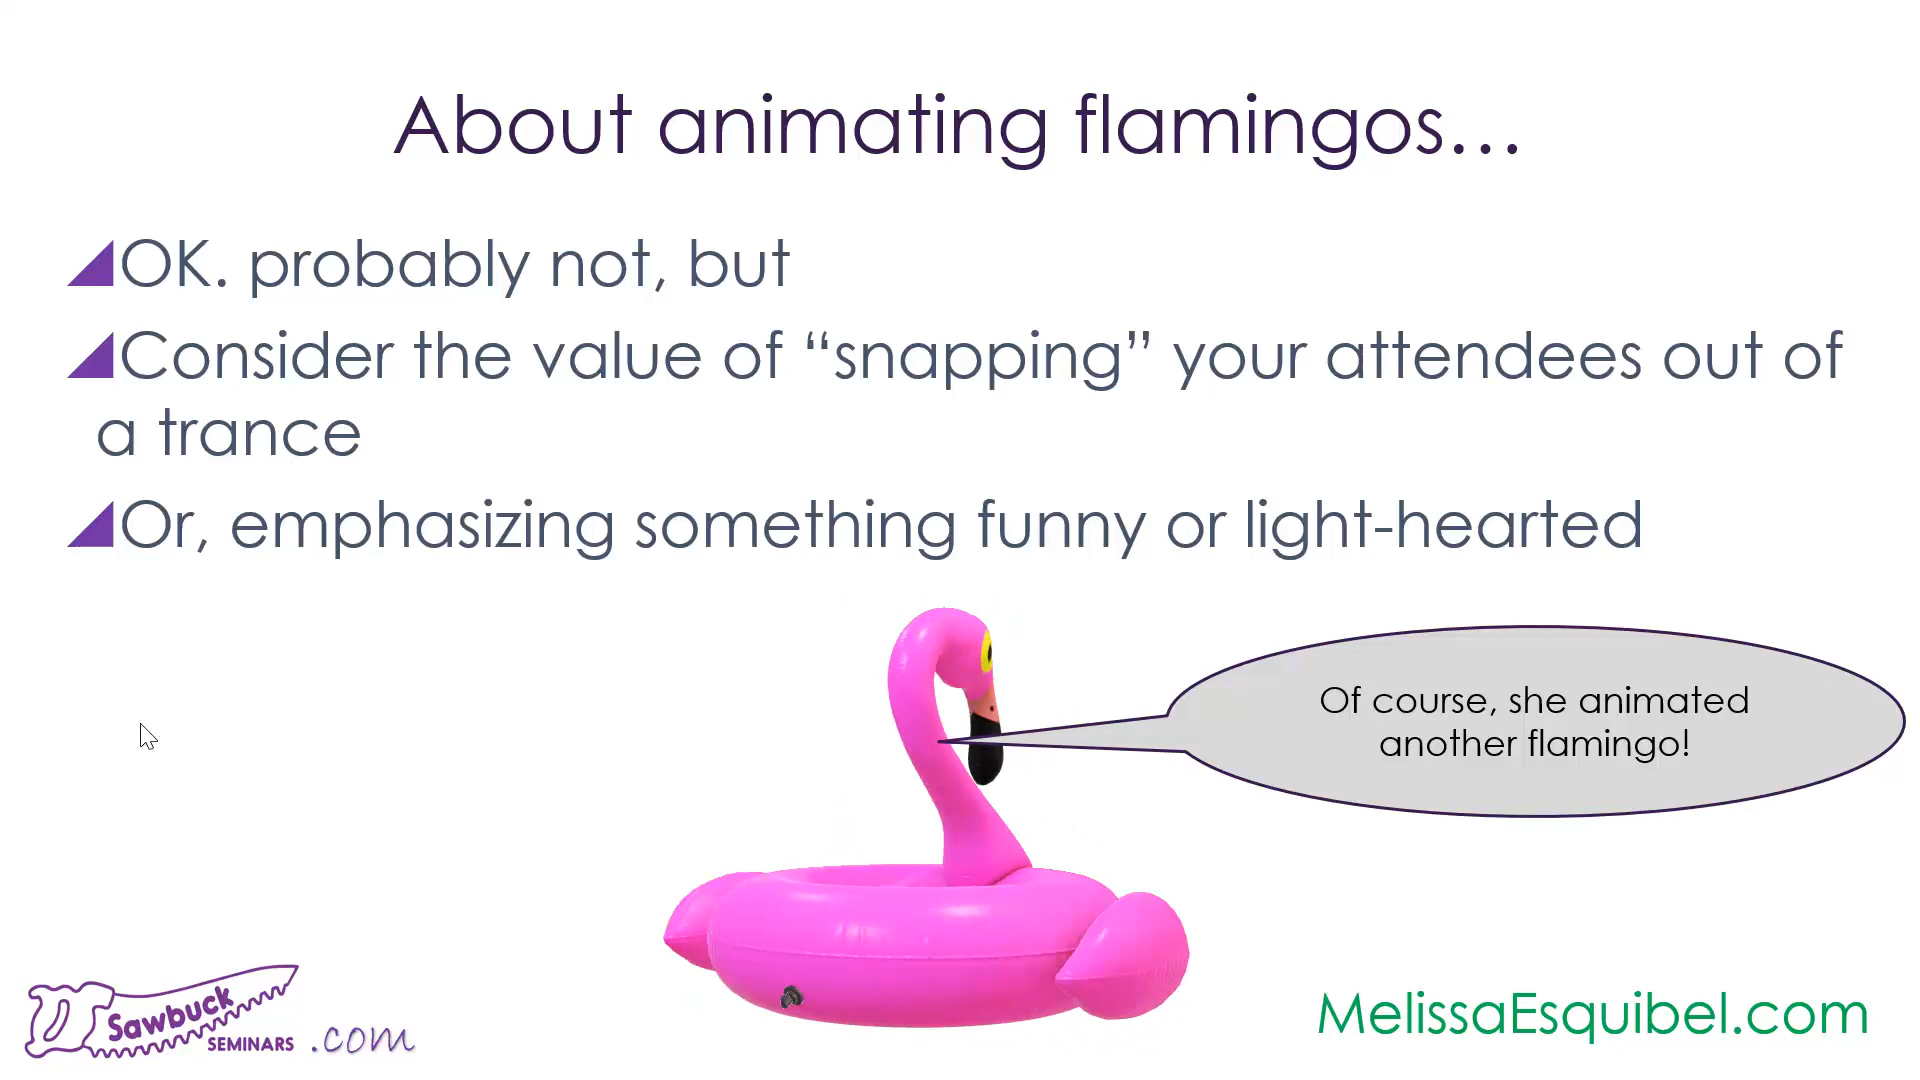 About animating flamingos…
OK. probably not, but
Consider the value of “snapping” your attendees out of
a trance
Or, emphasizing something funny or light-hearted
Of course, she animated
another flamingo!
Sawbuck
SEMINARS .com
MelissaEsquibel.com